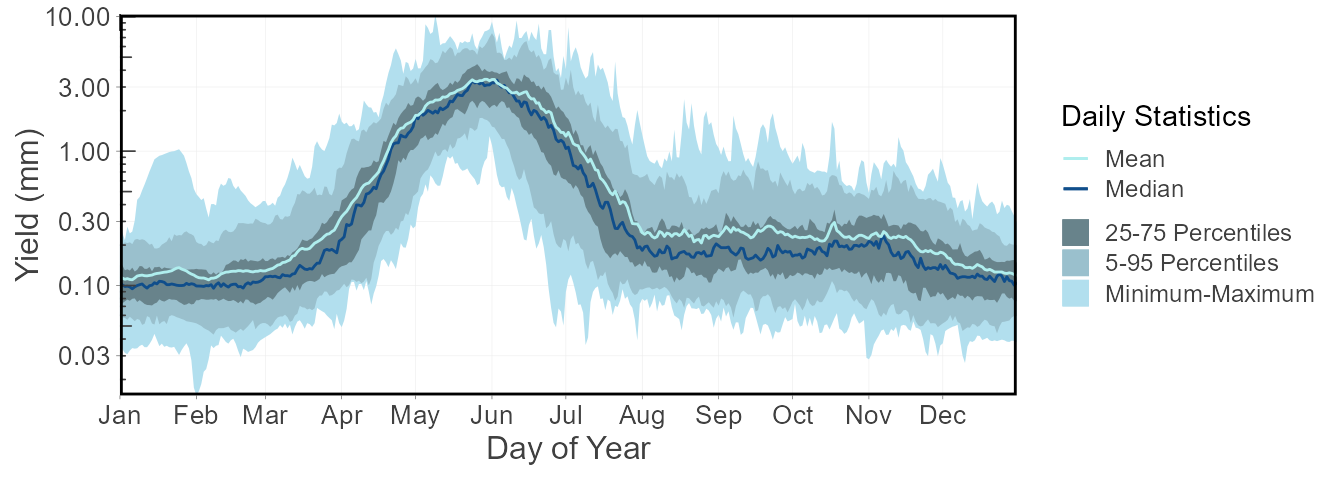 10.00
3.00
1.00
0.30
0.10
0.03
Yield (mm)
Jan Feb Mar Apr May Jun Jul Aug Sep Oct Nov Dec
Day of Year
Daily Statistics
Mean
Median
25-75 Percentiles
5-95 Percentiles
Minimum-Maximum